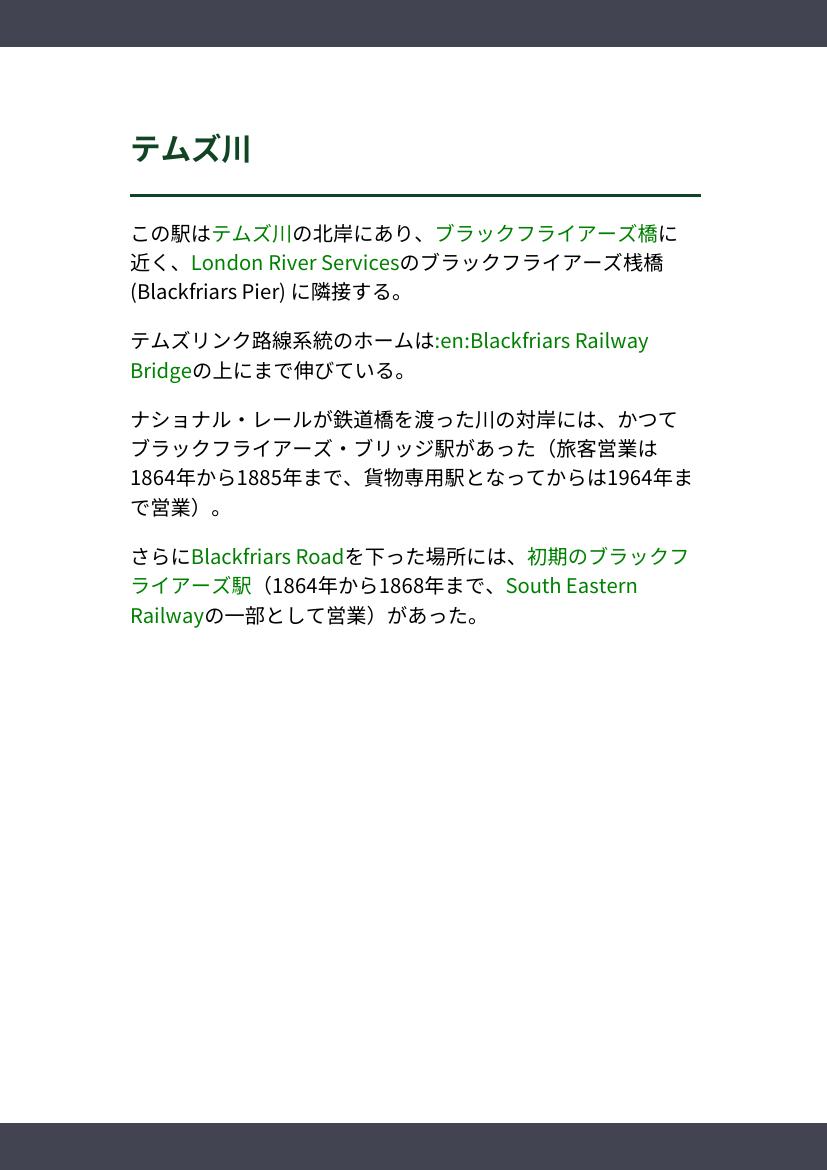 テムズ川
この駅はテムズ川の北岸にあり、ブラックフライアーズ橋に
近く、London River Servicesのブラックフライアーズ桟橋
(Blackfriars Pier) に隣接する。
テムズリンク路線系統のホームは:en:Blackfriars Railway
Bridgeの上にまで伸びている。
ナショナル・レールが鉄道橋を渡った川の対岸には、かつて
ブラックフライアーズ・ブリッジ駅があった（旅客営業は
1864年から1885年まで、貨物専用駅となってからは1964年ま
で営業）。
さらにBlackfriars Roadを下った場所には、初期のブラックフ
ライアーズ駅（1864年から1868年まで、South Eastern
Railwayの一部として営業）があった。